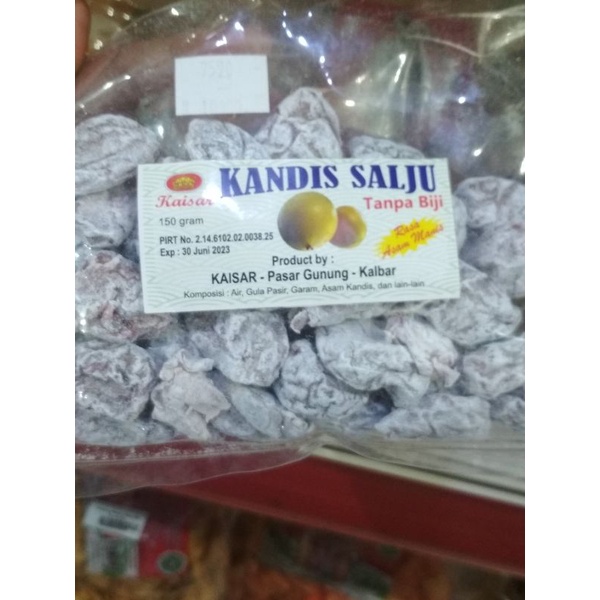 KANDIS SALJU
Kaisar
Tanpa Biji
150 gram
Rasa
Asam Manis
PIRT No. 2.14.6102.02.0038.25
Exp : 30 Juni 2023
Product by :
KAISAR - Pasar Gunung - Kalbar
Komposisi : Air, Gula Pasir, Garam, Asam Kandis, dan lain-lain